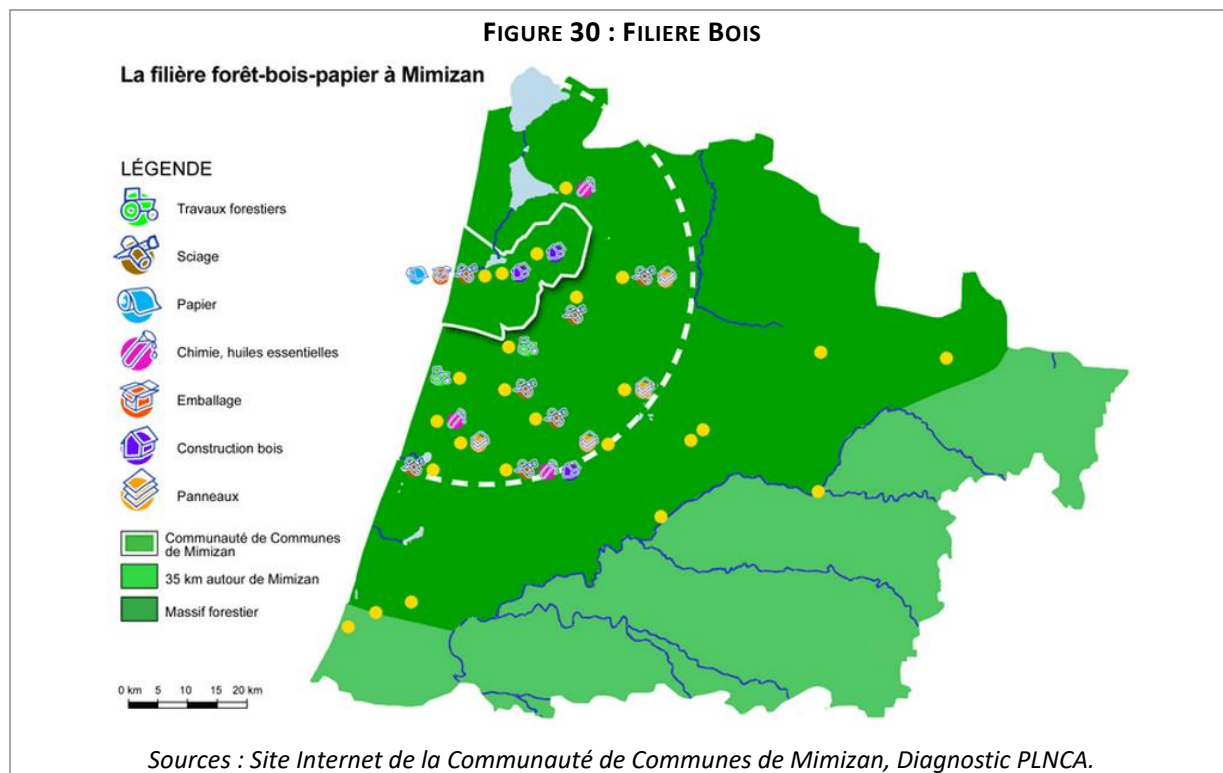 FIGURE 30 : FILIERE BOIS
La filière forêt-bois-papier à Mimizan
LÉGENDE
Travaux forestiers
Sciage
Papier
Chimie, huiles essentielles
Emballage
Construction bois
Panneaux
Communauté de Communes
de Mimizan
35 km autour de Mimizan
Massif forestier
0 km 5 10 15 20 km
Sources : Site Internet de la Communauté de Communes de Mimizan, Diagnostic PLNCA.